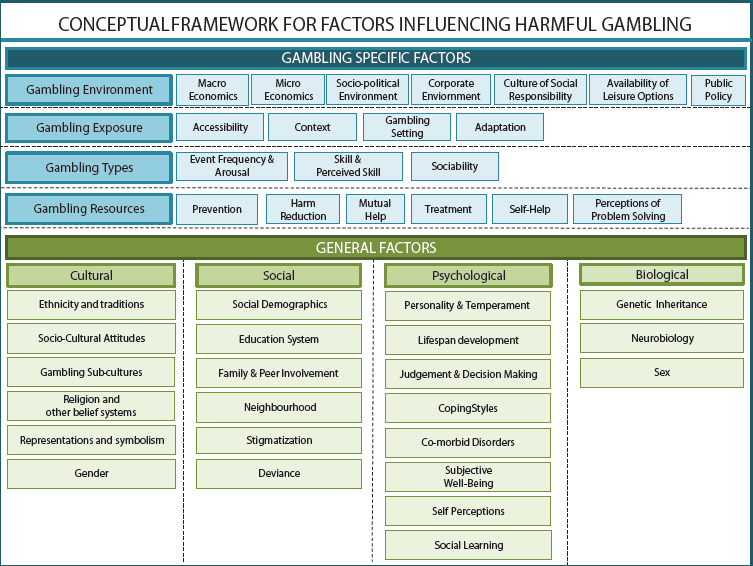 CONCEPTUALFRAMEWORK FOR FACTORS INFLUENCING HARMFUL GAMBLING
GAMBLING SPECIFIC FACTORS
Gambling Environment
Macro
Economics
Micro
Economics
Socio-political
Environment
Corporate
Enviornment
Culture of Social
Responsibility
Availability of
Leisure Options
Public
Policy
Gambling Exposure
Accessibility
Context
Gambling
Setting
Adaptation
Gambling Types
Event Frequency &
Arousal
Skill &
Perceived Skill
Sociability
Gambling Resources
Prevention
Harm
Reduction
Mutual
Help
Treatment
Self-Help
Perceptions of
Problem Solving
GENERAL FACTORS
Cultural
Ethnicity and traditions
Socio-Cultural Attitudes
Gambling Sub-cultures
Religion and
other belief systems
Representations and symbolism
Gender
Social
Social Demographics
Education System
Family & Peer Involvement
Neighbourhood
Stigmatization
Deviance
Psychological
Personality & Temperament
Lifespan development
Judgement & Decision Making
CopingStyles
Co-morbid Disorders
Subjective
Well-Being
Self Perceptions
Social Learning
Biological
Genetic Inheritance
Neurobiology
Sex